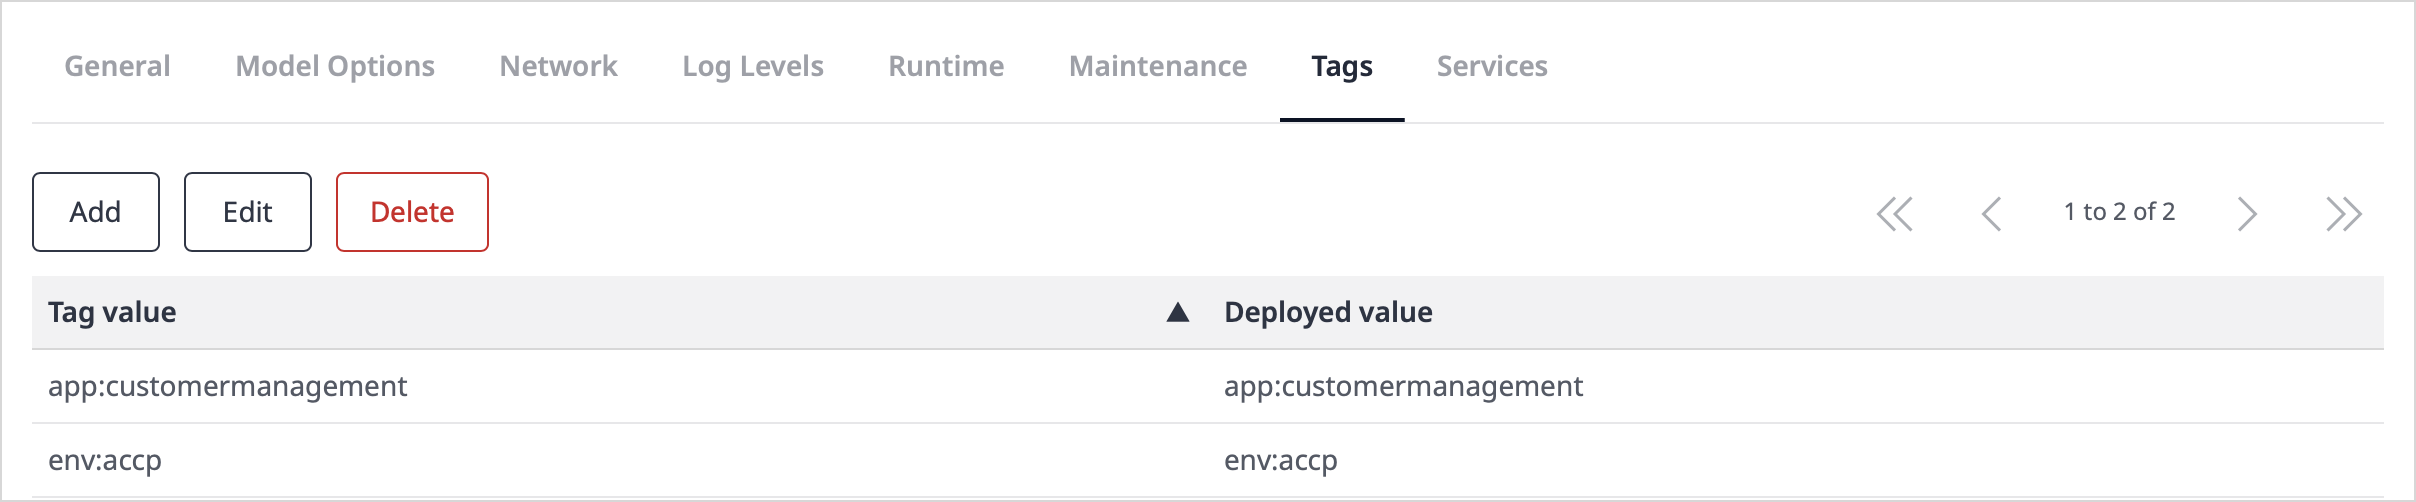 General Model Options Network Log Levels Runtime Maintenance Tags Services
Add Edit Delete 1 to 2 of 2
Tag value Deployed value
app:customermanagement app:customermanagement
env:accp env:accp